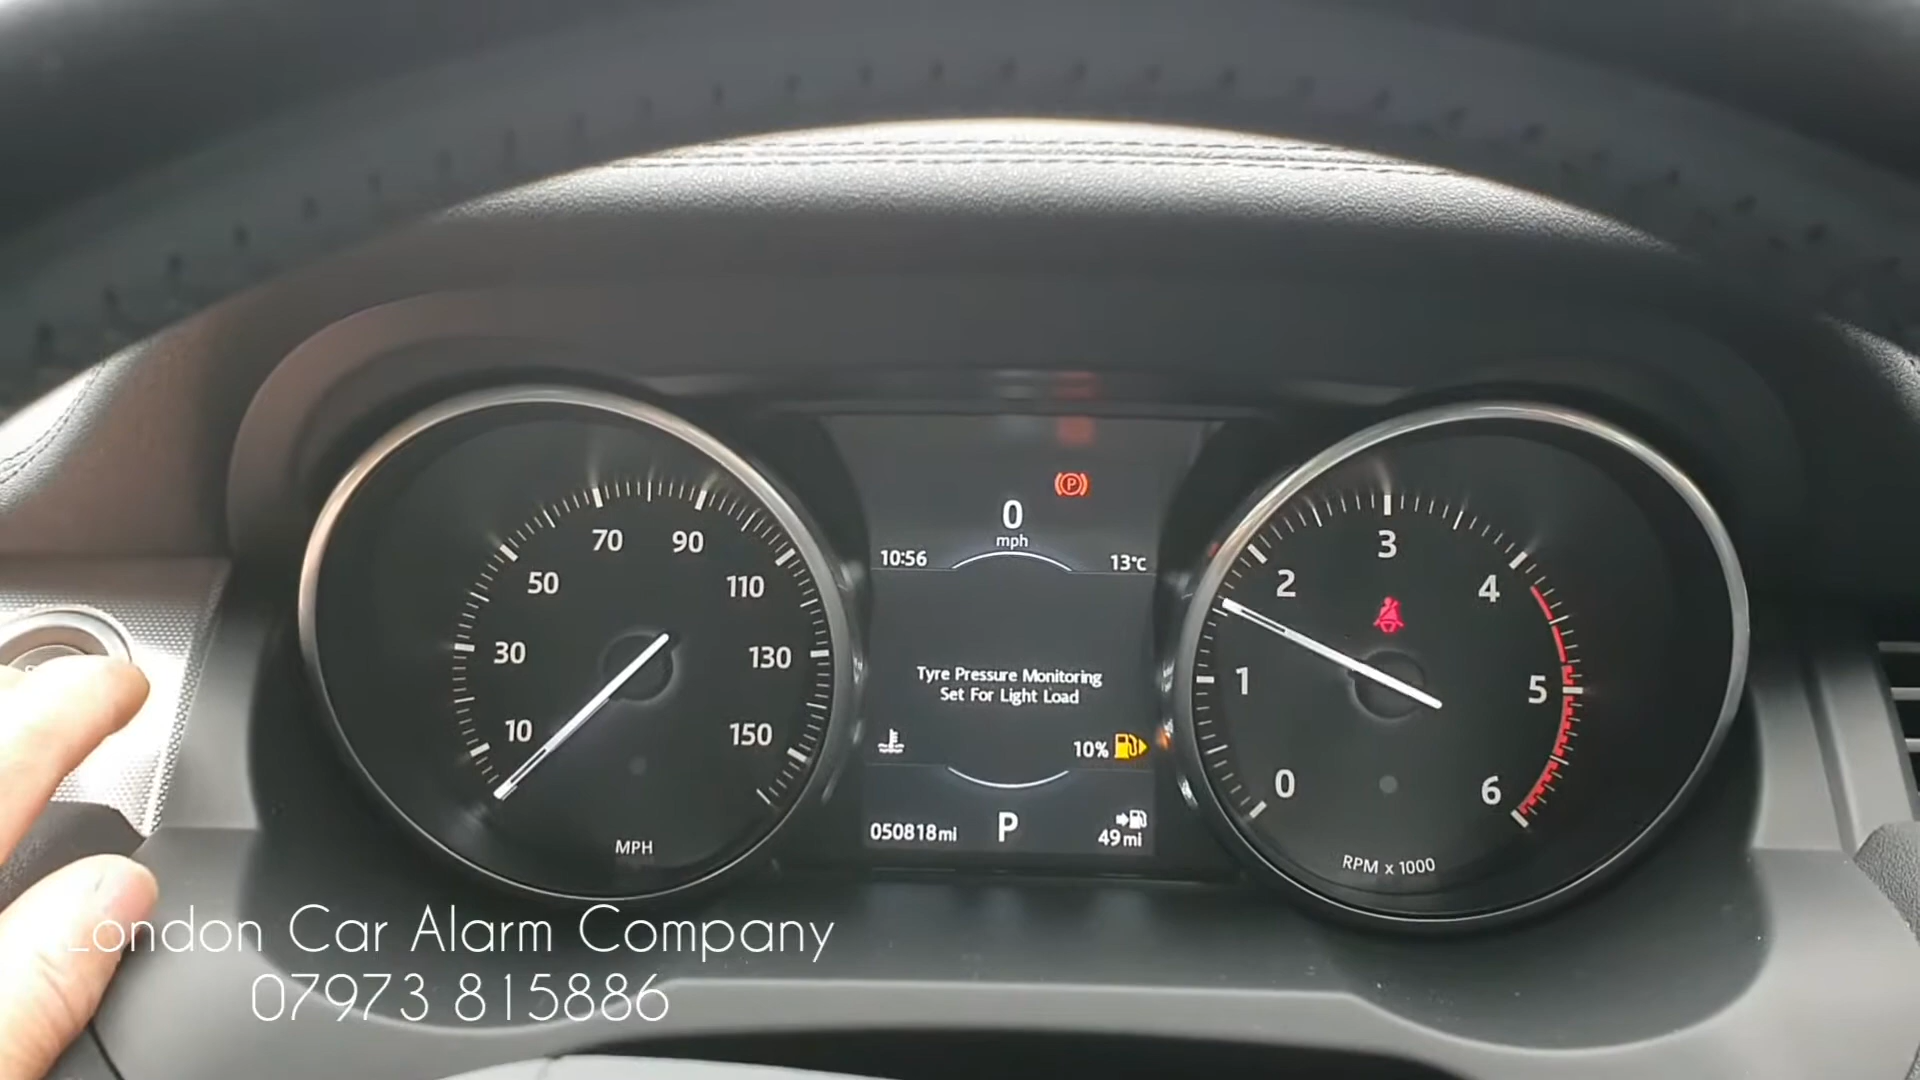 0
mph
10:56
13°C
Tyre Pressure Monitoring
Set For Light Load
10%
050818mi
P
49mi
10
30
50
70
90
110
130
150
MPH
0
1
2
3
4
5
6
RPM x 1000
London Car Alarm Company
07973 815886